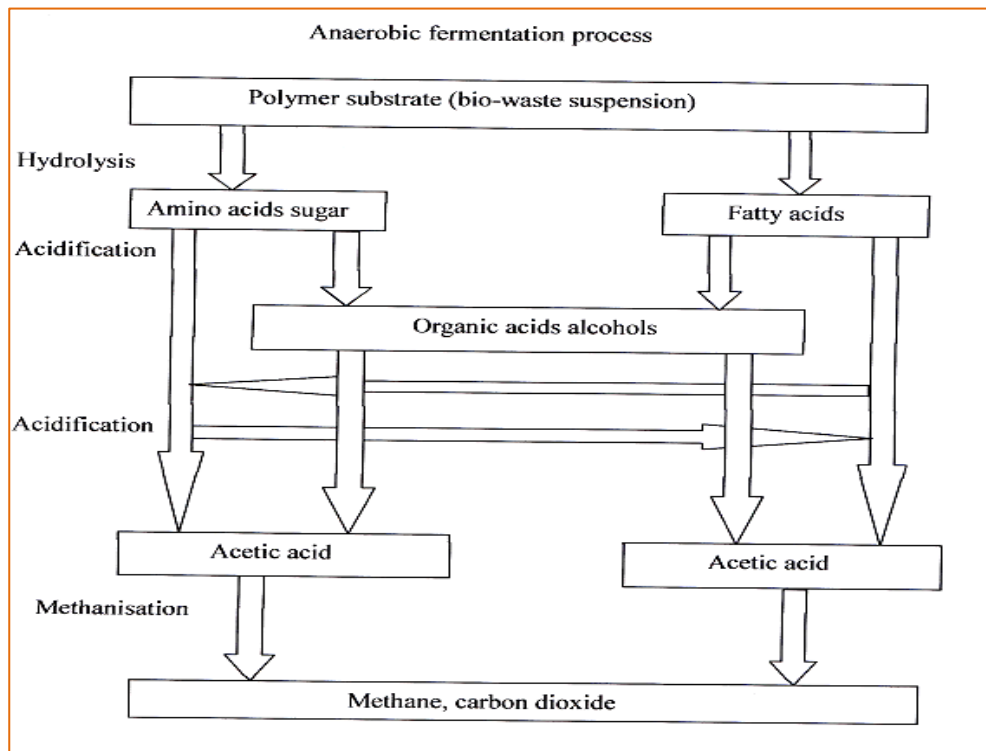 Anaerobic fermentation process
Polymer substrate (bio-waste suspension)
Hydrolysis
Amino acids sugar
Fatty acids
Acidification
Organic acids alcohols
Acidification
Acetic acid
Acetic acid
Methanisation
Methane, carbon dioxide